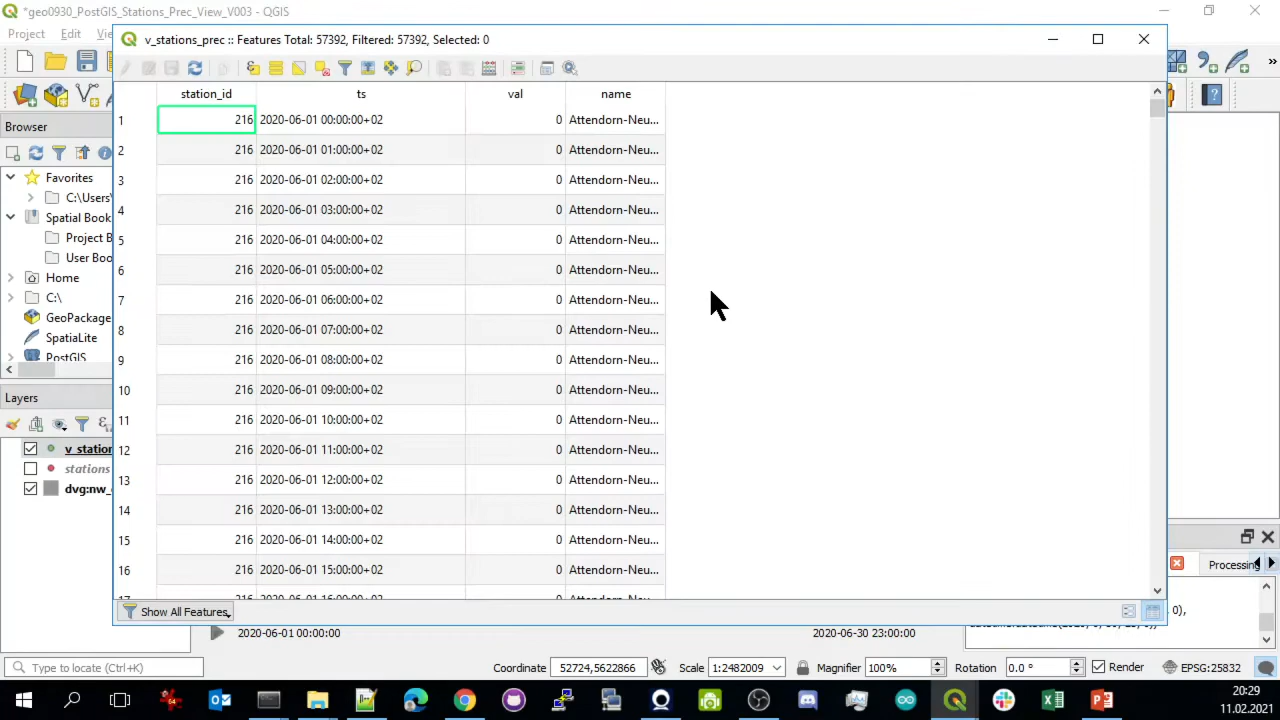 *geo0930_PostGIS_Stations_Prec_View_V003 - QGIS
Project Edit
v_stations_prec :: Features Total: 57392, Filtered: 57392, Selected: 0
station_id ts val name
1 216 2020-06-01 00:00:00+02 0 Attendorn-Neu...
2 216 2020-06-01 01:00:00+02 0 Attendorn-Neu...
3 216 2020-06-01 02:00:00+02 0 Attendorn-Neu...
4 216 2020-06-01 03:00:00+02 0 Attendorn-Neu...
5 216 2020-06-01 04:00:00+02 0 Attendorn-Neu...
6 216 2020-06-01 05:00:00+02 0 Attendorn-Neu...
7 216 2020-06-01 06:00:00+02 0 Attendorn-Neu...
8 216 2020-06-01 07:00:00+02 0 Attendorn-Neu...
9 216 2020-06-01 08:00:00+02 0 Attendorn-Neu...
10 216 2020-06-01 09:00:00+02 0 Attendorn-Neu...
11 216 2020-06-01 10:00:00+02 0 Attendorn-Neu...
12 216 2020-06-01 11:00:00+02 0 Attendorn-Neu...
13 216 2020-06-01 12:00:00+02 0 Attendorn-Neu...
14 216 2020-06-01 13:00:00+02 0 Attendorn-Neu...
15 216 2020-06-01 14:00:00+02 0 Attendorn-Neu...
16 216 2020-06-01 15:00:00+02 0 Attendorn-Neu...
Show All Features
Browser
Favorites
C:\Users
Spatial Book
Project B
User Boo
Home
C:\
GeoPackage
SpatiaLite
PostGIS
Layers
v_station
stations
dvg:nw_
Processing
2020-06-01 00:00:00
2020-06-30 23:00:00
Type to locate (Ctrl+K)
Coordinate 52724,5622866 Scale 1:2482009 Magnifier 100% Rotation 0.0 ° Render EPSG:25832
20:29
11.02.2021